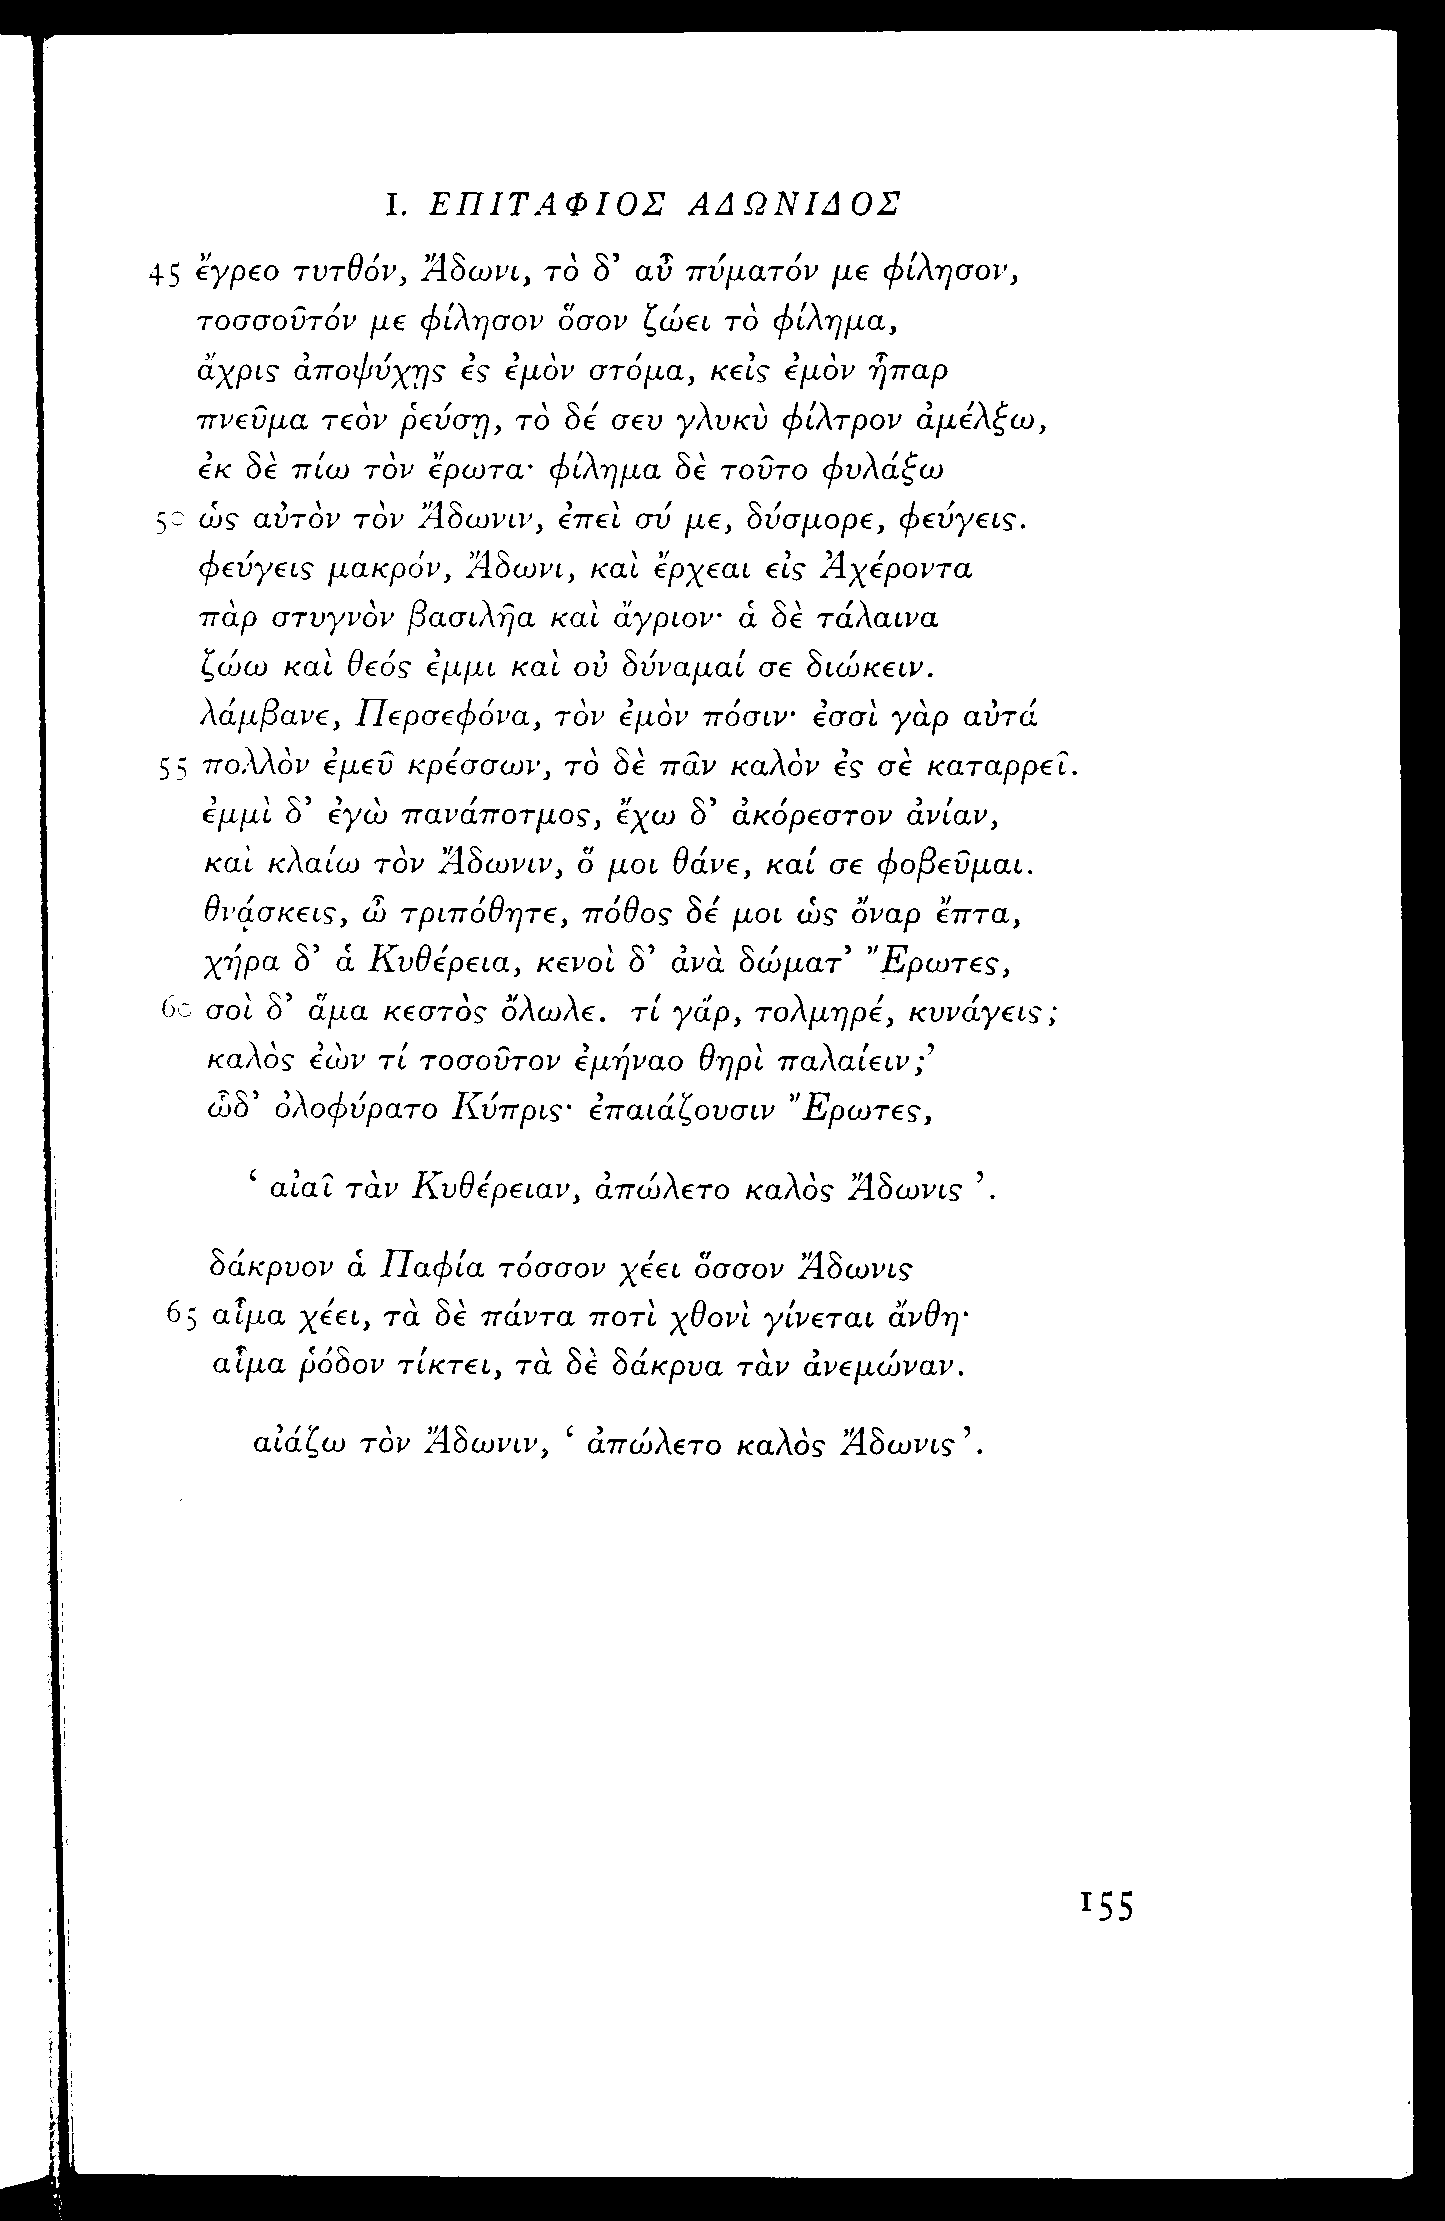 I. ΕΠΙΤΑΦΙΟΣ ΑΔΩΝΙΔΟΣ
45 ἔγρεο τυτθόν, Ἄδωνι, τὸ δ’ αὖ πύματόν με φίλησον,
τοσσοῦτόν με φίλησον ὅσον ζώει τὸ φίλημα,
ἄχρις ἀποψύχῃς ἐς ἐμὸν στόμα, κεἰς ἐμὸν ἧπαρ
πνεῦμα τεὸν ῥεύσῃ, τὸ δέ σευ γλυκὺ φίλτρον ἀμέλξω,
ἐκ δὲ πίω τὸν ἔρωτα· φίλημα δὲ τοῦτο φυλάξω
50 ὡς αὐτὸν τὸν Ἄδωνιν, ἐπεὶ σύ με, δύσμορε, φεύγεις.
φεύγεις μακρόν, Ἄδωνι, καὶ ἔρχεαι εἰς Ἀχέροντα
πὰρ στυγνὸν βασιλῆα καὶ ἄγριον· ἁ δὲ τάλαινα
ζώω καὶ θεός ἐμμι καὶ οὐ δύναμαί σε διώκειν.
λάμβανε, Περσεφόνα, τὸν ἐμὸν πόσιν· ἐσσὶ γὰρ αὐτά
55 πολλὸν ἐμεῦ κρέσσων, τὸ δὲ πᾶν καλὸν ἐς σὲ καταρρεῖ.
ἐμμὶ δ’ ἐγὼ πανάποτμος, ἔχω δ’ ἀκόρεστον ἀνίαν,
καὶ κλαίω τὸν Ἄδωνιν, ὅ μοι θάνε, καί σε φοβεῦμαι.
θνᾴσκεις, ὦ τριπόθητε, πόθος δέ μοι ὡς ὄναρ ἔπτα,
χήρα δ’ ἁ Κυθέρεια, κενοὶ δ’ ἀνὰ δώματ’ Ἔρωτες,
60 σοὶ δ’ ἅμα κεστὸς ὄλωλε. τί γάρ, τολμηρέ, κυνάγεις;
καλὸς ἐὼν τί τοσοῦτον ἐμήναο θηρὶ παλαίειν;’
ὧδ’ ὀλοφύρατο Κύπρις· ἐπαιάζουσιν Ἔρωτες,
‘ αἰαῖ τὰν Κυθέρειαν, ἀπώλετο καλὸς Ἄδωνις ’.
δάκρυον ἁ Παφία τόσσον χέει ὅσσον Ἄδωνις
65 αἷμα χέει, τὰ δὲ πάντα ποτὶ χθονὶ γίνεται ἄνθη·
αἷμα ῥόδον τίκτει, τὰ δὲ δάκρυα τὰν ἀνεμώναν.
αἰάζω τὸν Ἄδωνιν, ‘ ἀπώλετο καλὸς Ἄδωνις ’.
155